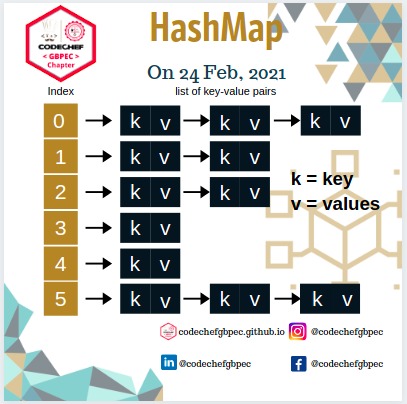 HashMap
CODECHEF
< GBPEC >
Chapter
On 24 Feb, 2021
Index
list of key-value pairs
0 k v k v k v
1 k v k v
2 k v k v
k = key
v = values
3 k v
4 k v
5 k v k v k v
codechefgbpec.github.io @codechefgbpec
in @codechefgbpec f @codechefgbpec